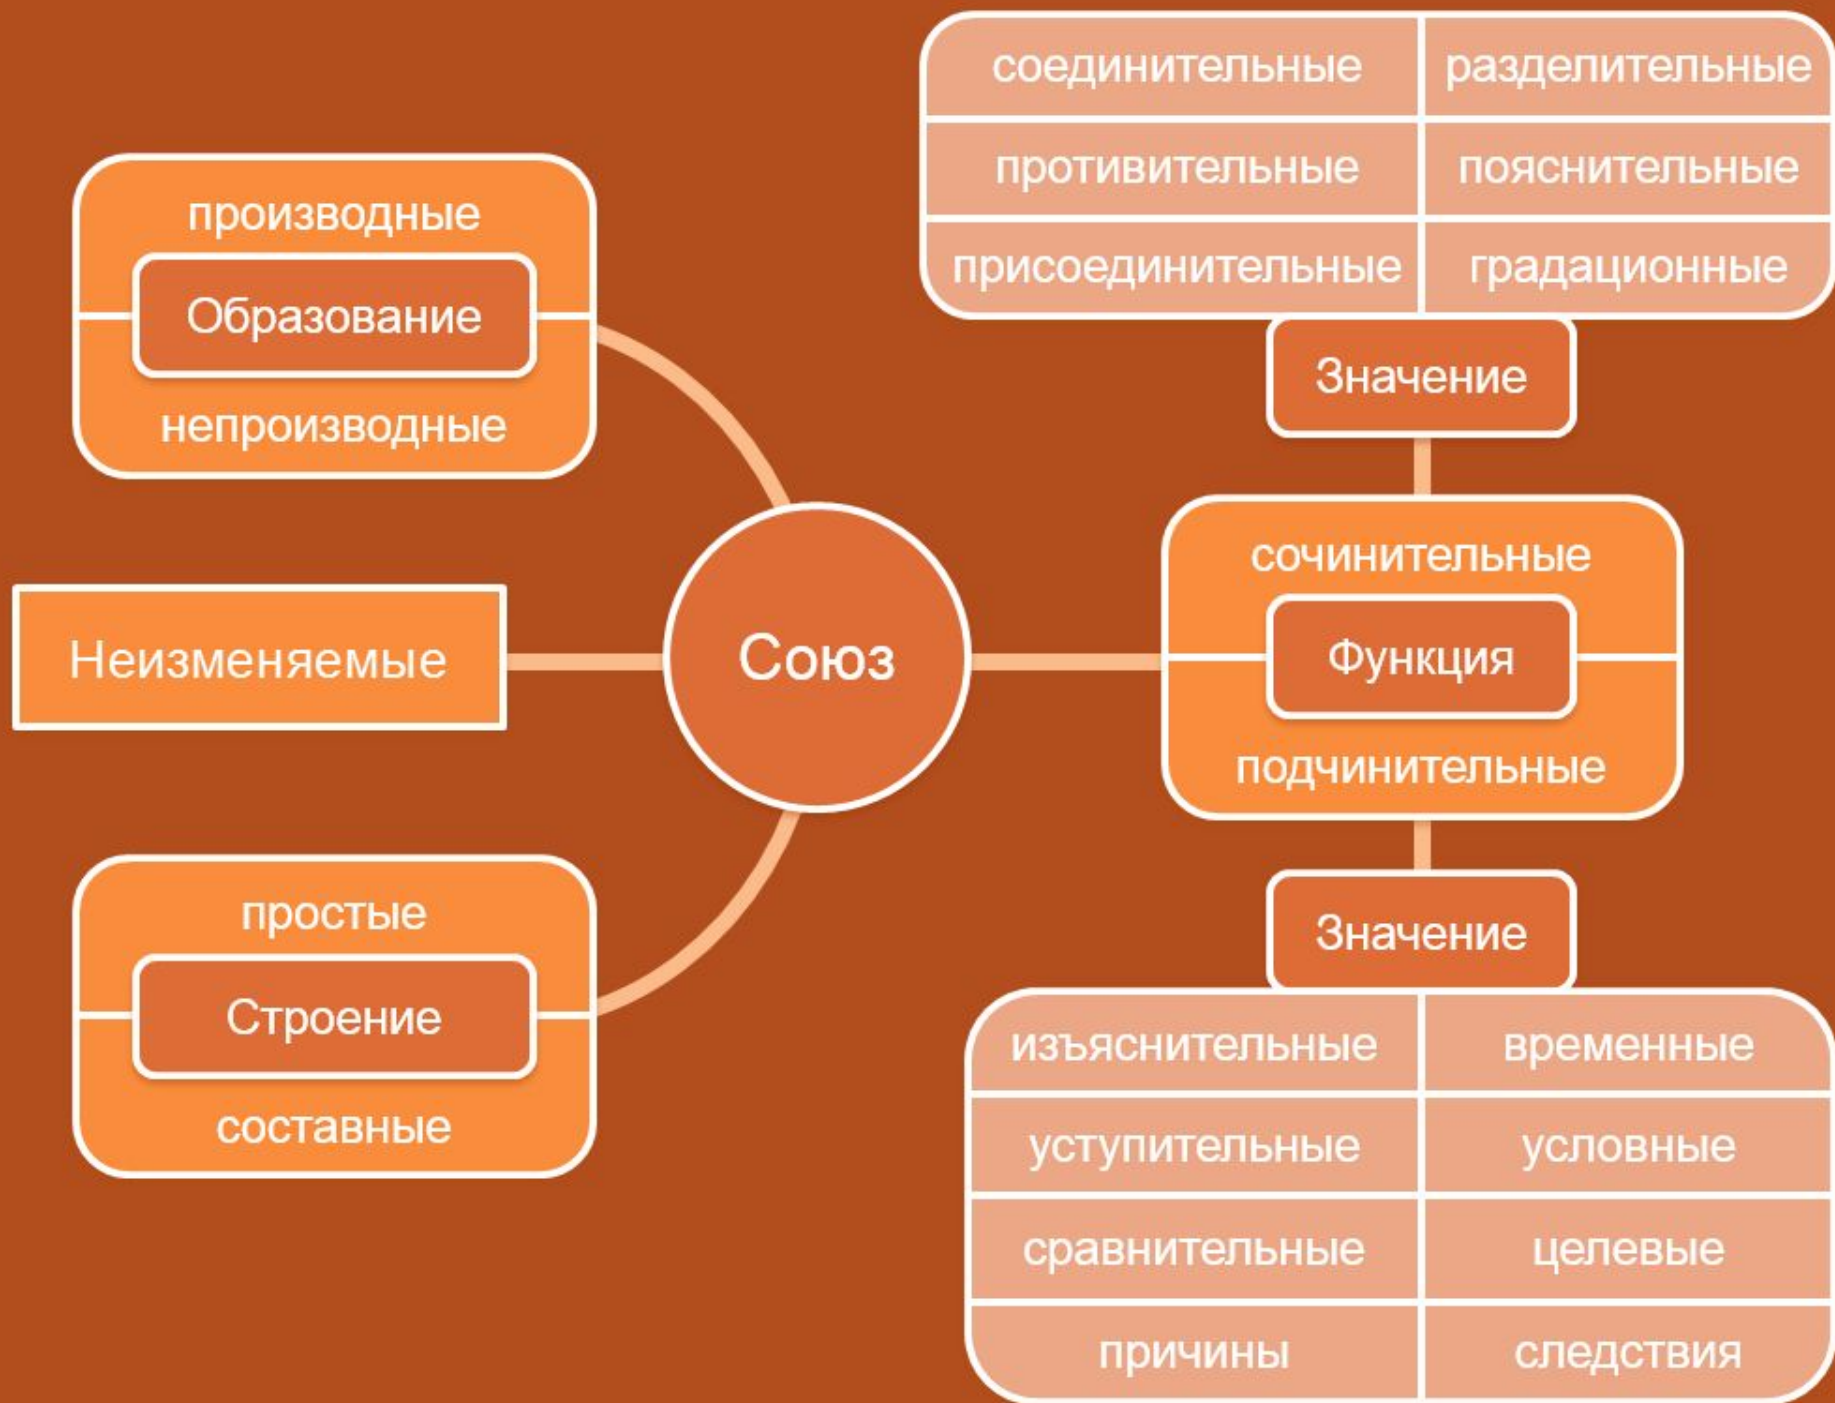 соединительные разделительные
противительные пояснительные
присоединительные градационные
Значение
производные
Образование
непроизводные
сочинительные
Функция
подчинительные
Неизменяемые
Союз
простые
Строение
составные
Значение
изъяснительные временные
уступительные условные
сравнительные целевые
причины следствия